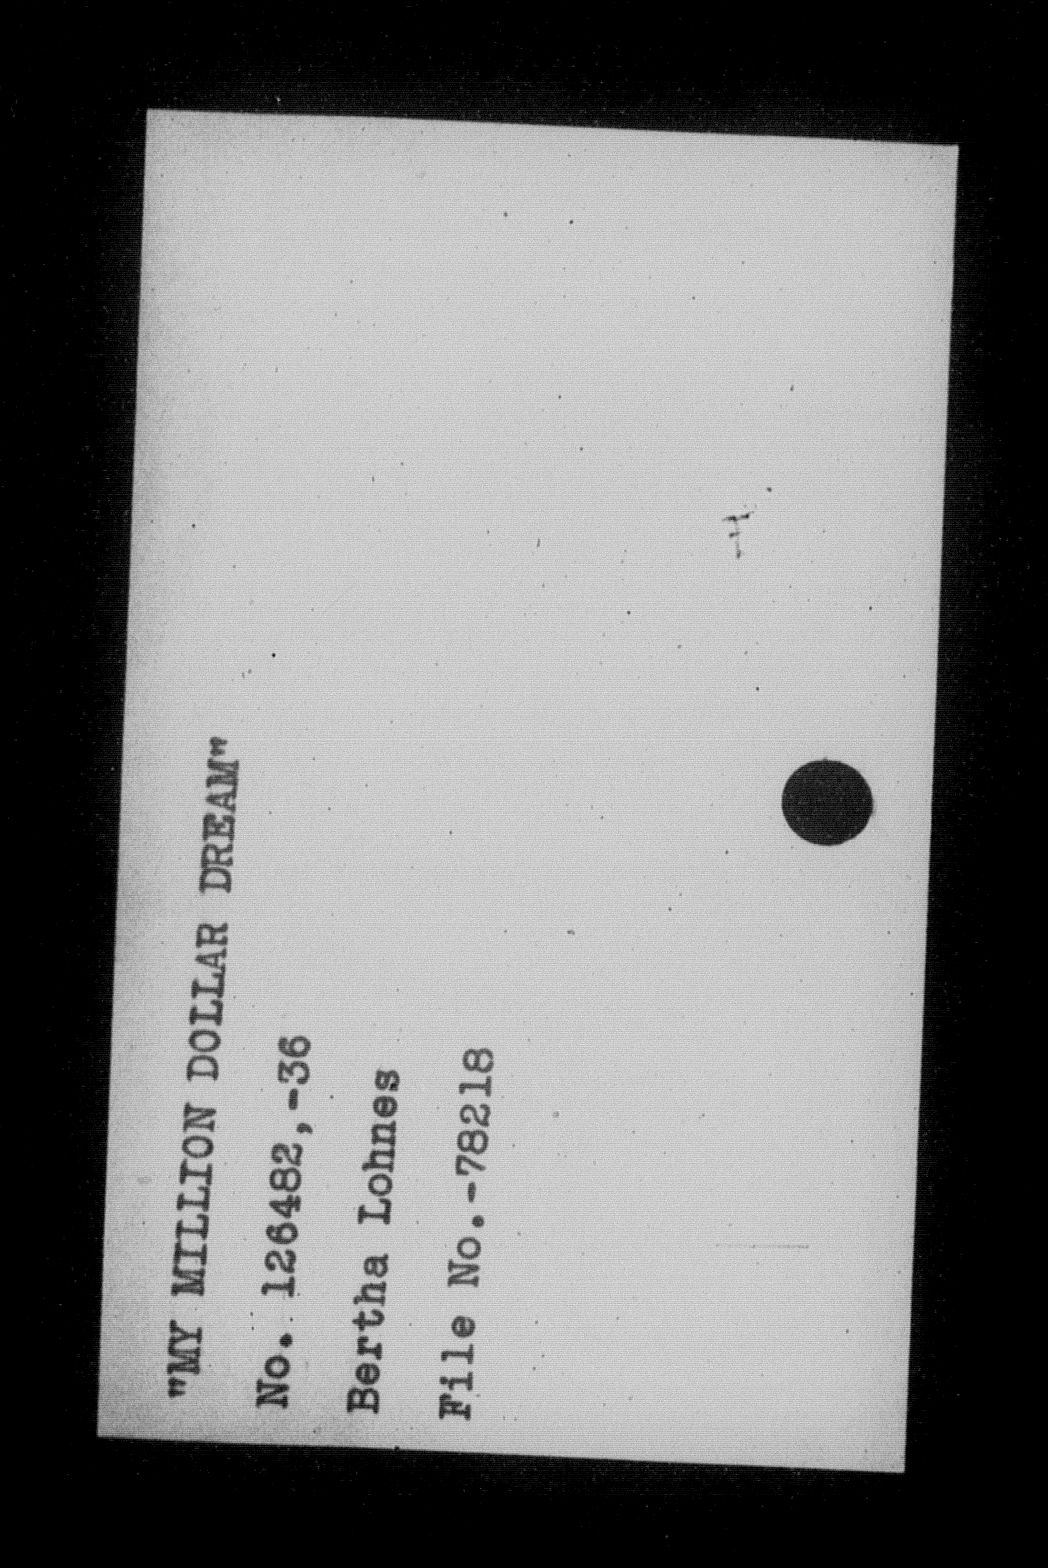 "MY MILLION DOLLAR DREAM"
No. 126482,-36
Bertha Lohnes
File No.-78218